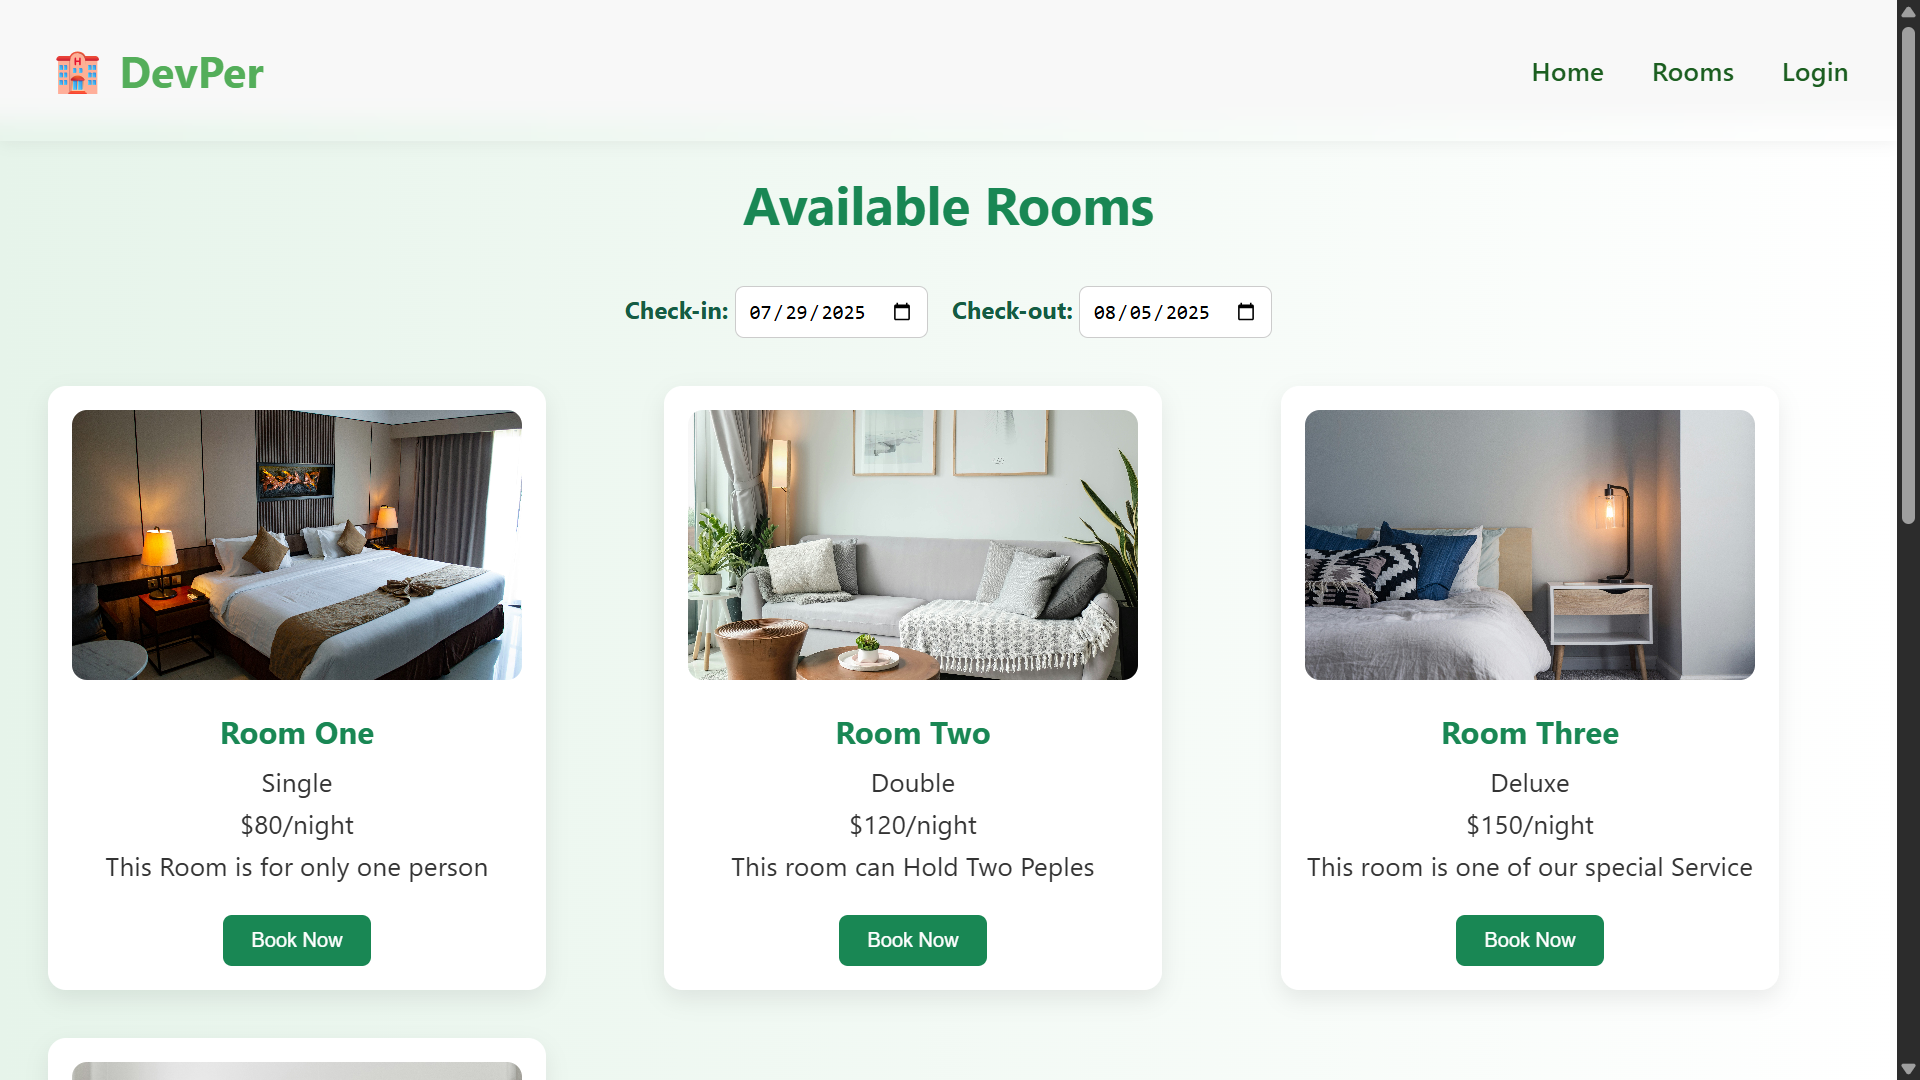 DevPer
Home Rooms Login
Available Rooms
Check-in: 07/29/2025 Check-out: 08/05/2025
Room One
Single
$80/night
This Room is for only one person
Book Now
Room Two
Double
$120/night
This room can Hold Two Peples
Book Now
Room Three
Deluxe
$150/night
This room is one of our special Service
Book Now